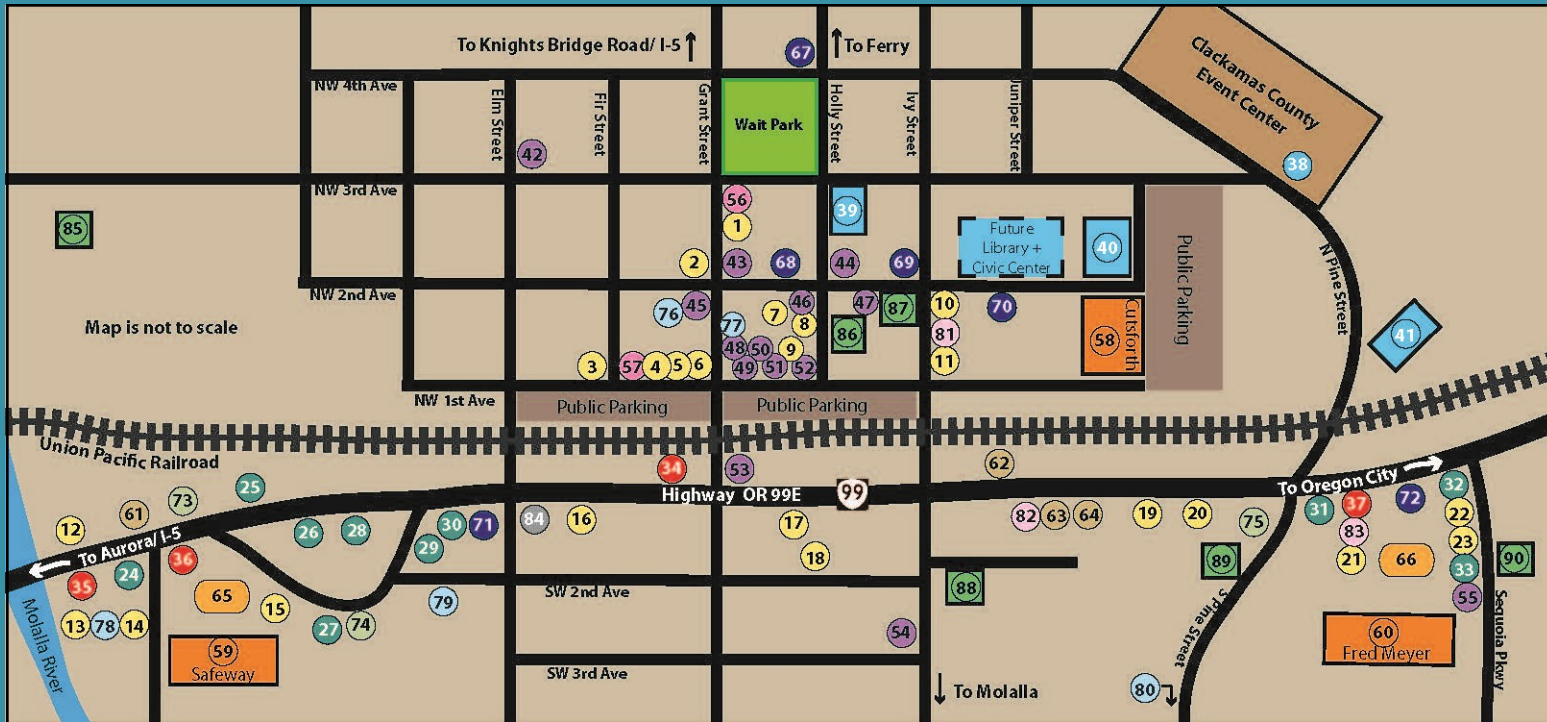 To Knights Bridge Road/ I-5
67
To Ferry
Clackamas County
Event Center
38
NW 4th Ave
Elm Street
Fir Street
Grant Street
Wait Park
Holly Street
Ivy Street
Juniper Street
42
NW 3rd Ave
85
56
39
1
Future
Library +
Civic Center
40
Public Parking
N Pine Street
2
43
68
44
69
NW 2nd Ave
Map is not to scale
76
45
46
47
87
10
70
77
7
8
86
81
58
Cutsforth
41
48
50
9
3
57
4
5
6
49
51
52
11
NW 1st Ave
Public Parking
Public Parking
Union Pacific Railroad
34
53
62
Highway OR 99E
99
To Oregon City
73
25
32
12
61
26
28
30
71
84
16
17
82
63
64
19
20
75
31
37
72
22
To Aurora/ I-5
29
18
83
23
35
24
36
21
66
33
89
90
65
15
79
SW 2nd Ave
88
55
13
78
14
27
74
54
Molalla River
59
Safeway
60
Fred Meyer
S Pine Street
Sequoia Pkwy
SW 3rd Ave
To Molalla
80